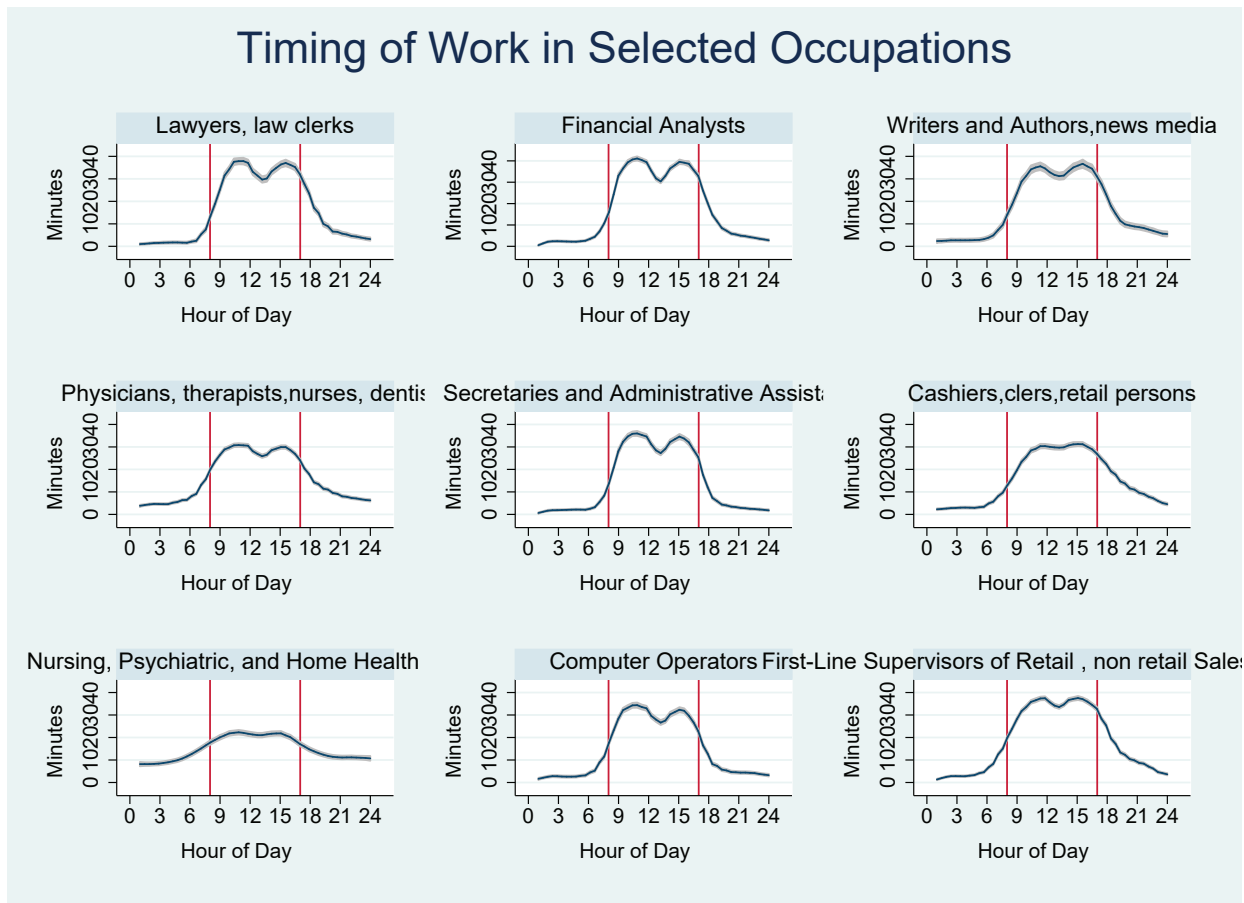 Timing of Work in Selected Occupations
Lawyers, law clerks
Minutes
0 10203040
0 3 6 9 12 15 18 21 24
Hour of Day
Financial Analysts
Minutes
0 10203040
0 3 6 9 12 15 18 21 24
Hour of Day
Writers and Authors,news media
Minutes
0 10203040
0 3 6 9 12 15 18 21 24
Hour of Day
Physicians, therapists,nurses, dentis
Minutes
0 10203040
0 3 6 9 12 15 18 21 24
Hour of Day
Secretaries and Administrative Assista
Minutes
0 10203040
0 3 6 9 12 15 18 21 24
Hour of Day
Cashiers,clers,retail persons
Minutes
0 10203040
0 3 6 9 12 15 18 21 24
Hour of Day
Nursing, Psychiatric, and Home Health
Minutes
0 10203040
0 3 6 9 12 15 18 21 24
Hour of Day
Computer Operators
Minutes
0 10203040
0 3 6 9 12 15 18 21 24
Hour of Day
First-Line Supervisors of Retail , non retail Sales
Minutes
0 10203040
0 3 6 9 12 15 18 21 24
Hour of Day